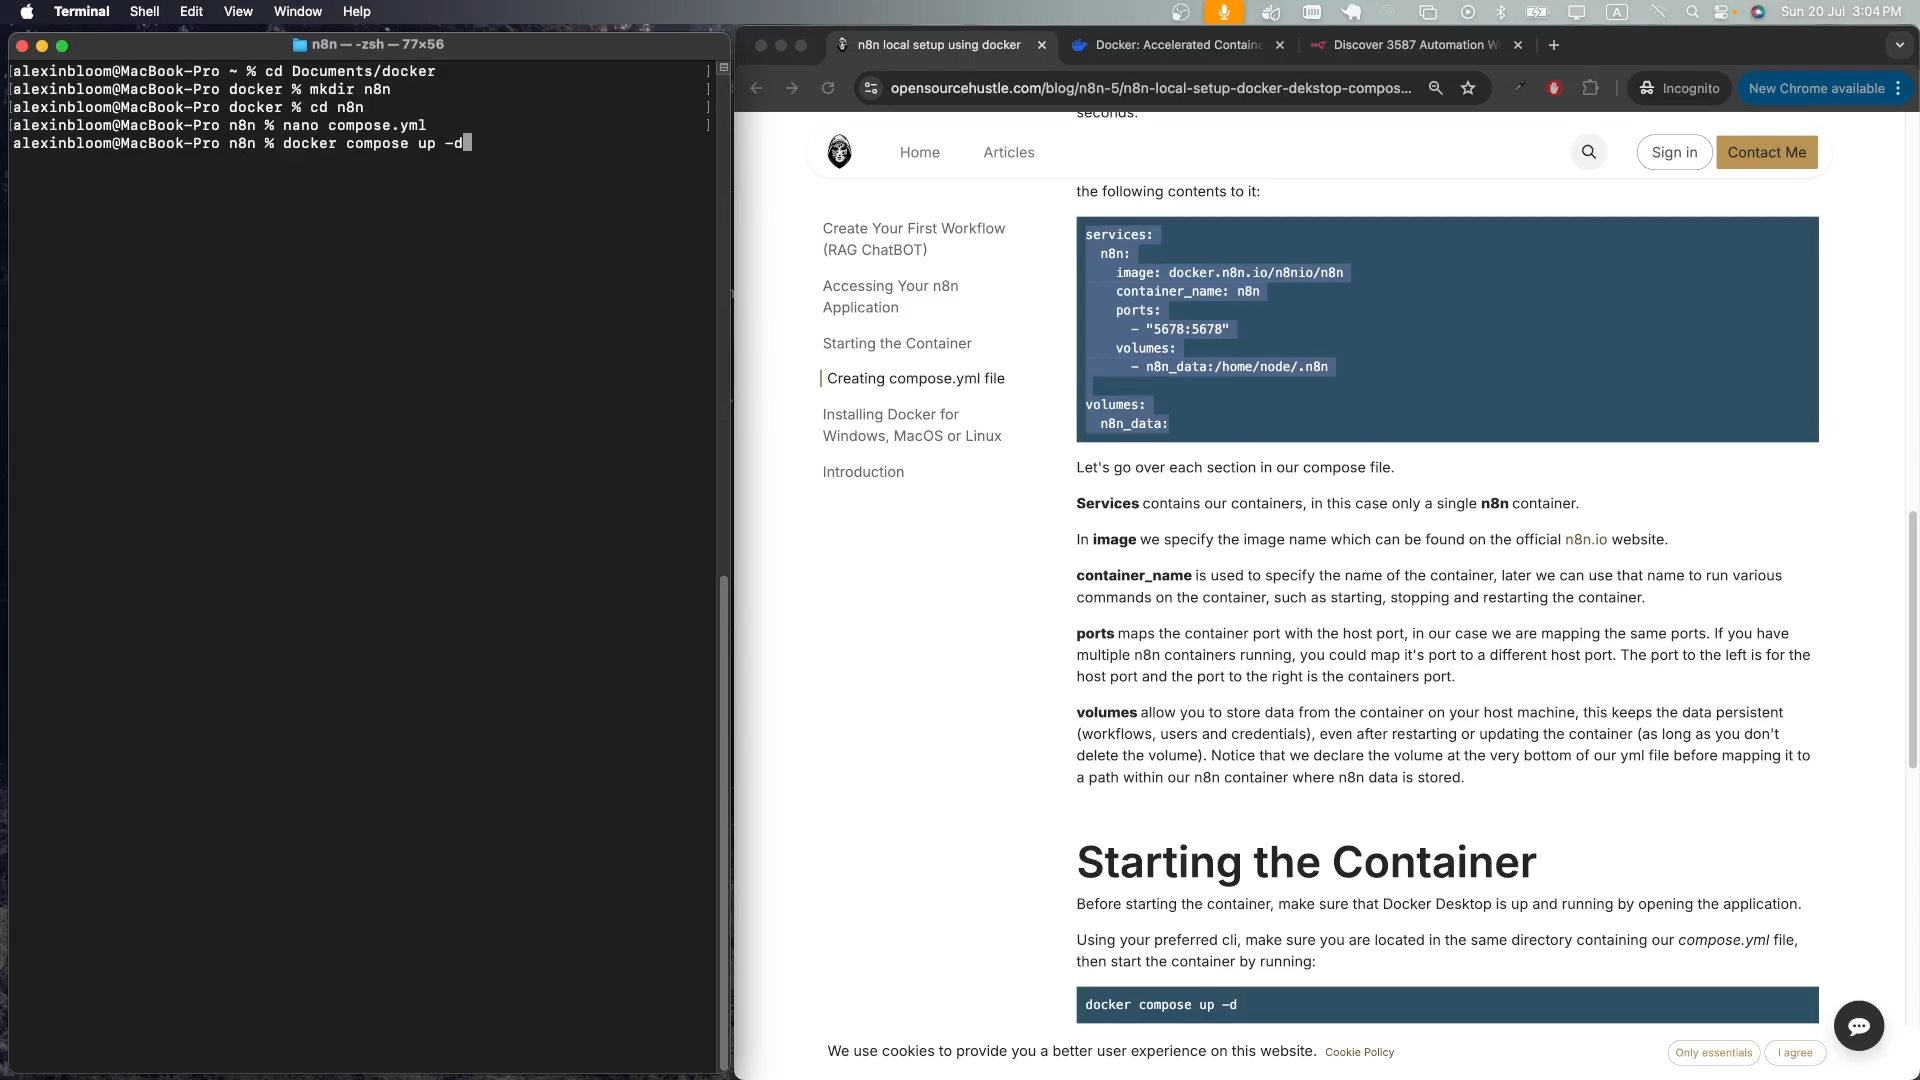 Terminal Shell Edit View Window Help
A
Sun 20 Jul 3:04 PM
n8n — -zsh — 77×56
[alexinbloom@MacBook-Pro ~ % cd Documents/docker ]
[alexinbloom@MacBook-Pro docker % mkdir n8n ]
[alexinbloom@MacBook-Pro docker % cd n8n ]
[alexinbloom@MacBook-Pro n8n % nano compose.yml ]
alexinbloom@MacBook-Pro n8n % docker compose up -d
n8n local setup using docker
Docker: Accelerated Containe
Discover 3587 Automation W
opensourcehustle.com/blog/n8n-5/n8n-local-setup-docker-dekstop-compos...
Incognito
New Chrome available
seconds.
Home
Articles
Sign in
Contact Me
the following contents to it:
Create Your First Workflow
(RAG ChatBOT)
Accessing Your n8n
Application
Starting the Container
Creating compose.yml file
Installing Docker for
Windows, MacOS or Linux
Introduction
services:
n8n:
image: docker.n8n.io/n8nio/n8n
container_name: n8n
ports:
- "5678:5678"
volumes:
- n8n_data:/home/node/.n8n
volumes:
n8n_data:
Let's go over each section in our compose file.
Services contains our containers, in this case only a single n8n container.
In image we specify the image name which can be found on the official n8n.io website.
container_name is used to specify the name of the container, later we can use that name to run various
commands on the container, such as starting, stopping and restarting the container.
ports maps the container port with the host port, in our case we are mapping the same ports. If you have
multiple n8n containers running, you could map it's port to a different host port. The port to the left is for the
host port and the port to the right is the containers port.
volumes allow you to store data from the container on your host machine, this keeps the data persistent
(workflows, users and credentials), even after restarting or updating the container (as long as you don't
delete the volume). Notice that we declare the volume at the very bottom of our yml file before mapping it to
a path within our n8n container where n8n data is stored.
Starting the Container
Before starting the container, make sure that Docker Desktop is up and running by opening the application.
Using your preferred cli, make sure you are located in the same directory containing our compose.yml file,
then start the container by running:
docker compose up -d
We use cookies to provide you a better user experience on this website. Cookie Policy
Only essentials
I agree